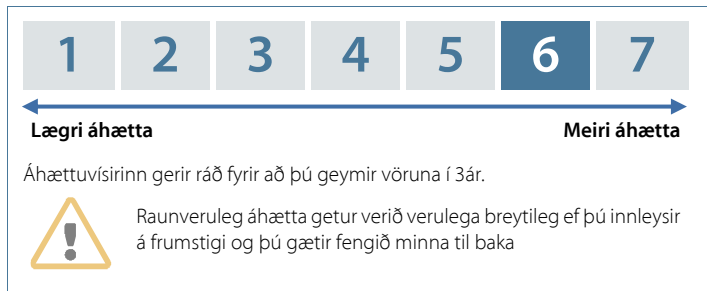 1 2 3 4 5 6 7
Lægri áhætta Meiri áhætta
Áhættuvísirinn gerir ráð fyrir að þú geymir vöruna í 3ár.
Raunveruleg áhætta getur verið verulega breytileg ef þú innleysir
á frumstigi og þú gætir fengið minna til baka